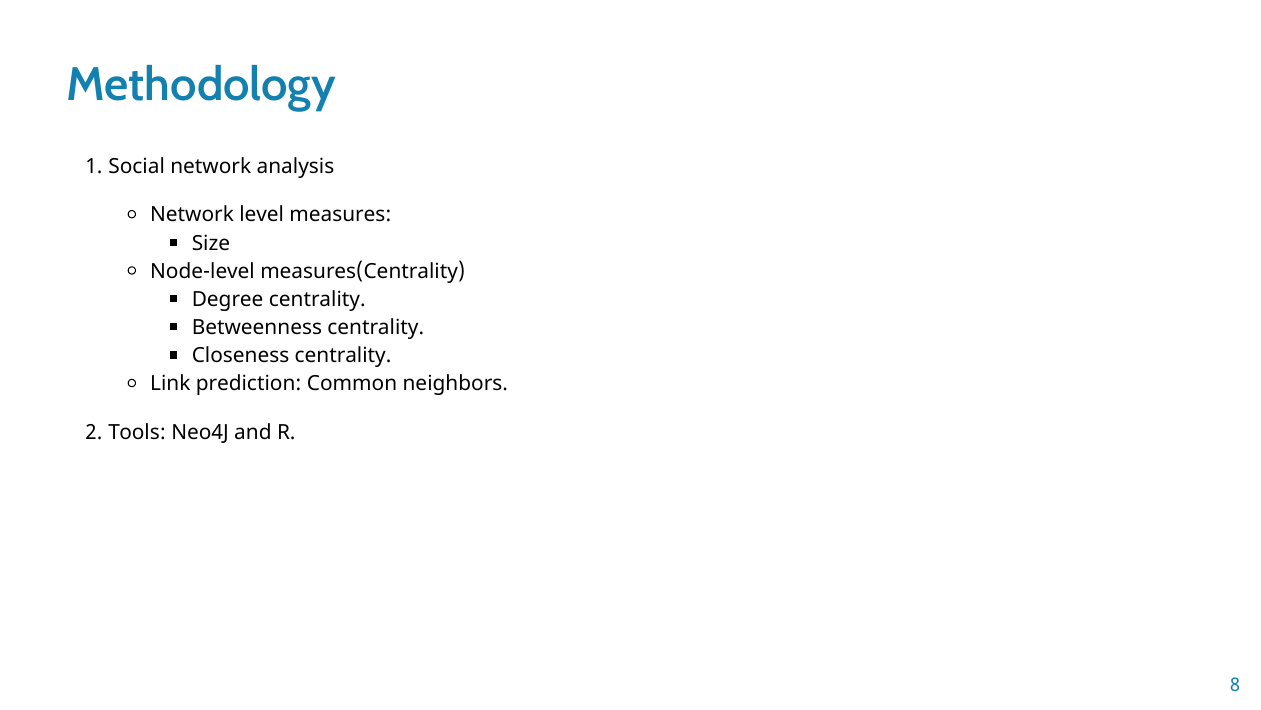 Methodology
1. Social network analysis
Network level measures:
Size
Node-level measures(Centrality)
Degree centrality.
Betweenness centrality.
Closeness centrality.
Link prediction: Common neighbors.
2. Tools: Neo4J and R.
8